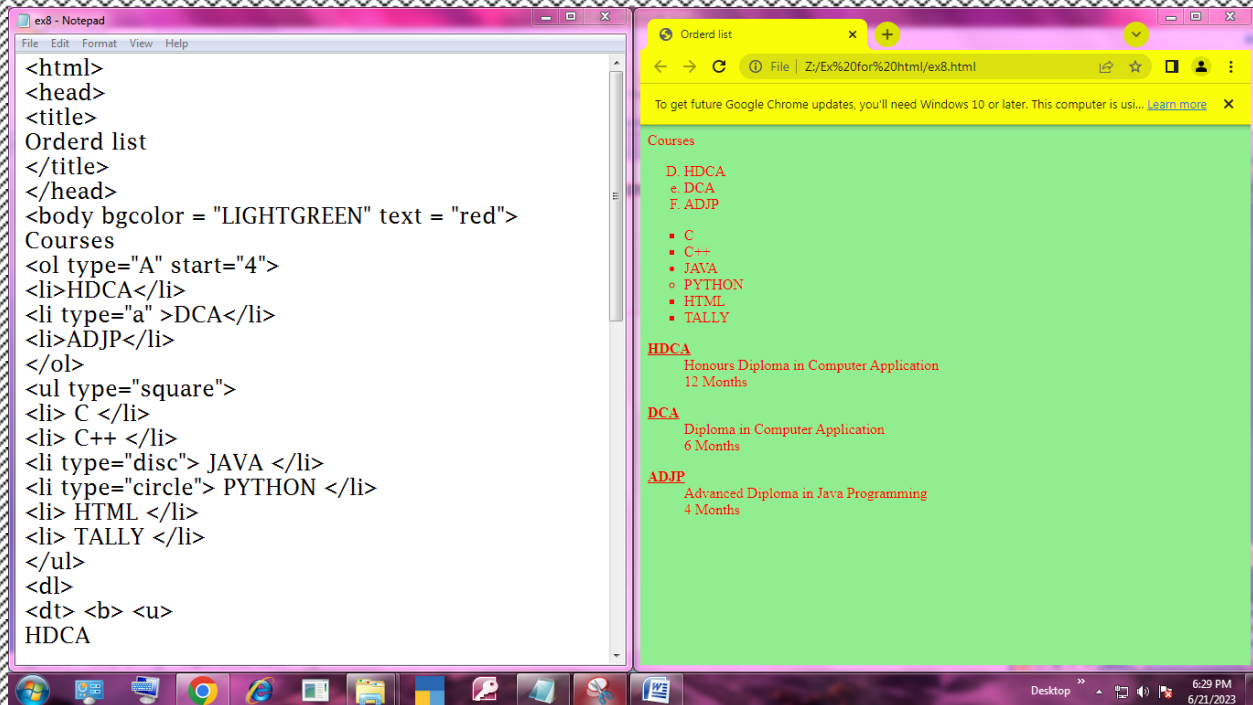 ex8 - Notepad
File Edit Format View Help
<html>
<head>
<title>
Orderd list
</title>
</head>
<body bgcolor = "LIGHTGREEN" text = "red">
Courses
<ol type="A" start="4">
<li>HDCA</li>
<li type="a" >DCA</li>
<li>ADJP</li>
</ol>
<ul type="square">
<li> C </li>
<li> C++ </li>
<li type="disc"> JAVA </li>
<li type="circle"> PYTHON </li>
<li> HTML </li>
<li> TALLY </li>
</ul>
<dl>
<dt> <b> <u>
HDCA
Orderd list
File Z:/Ex%20for%20html/ex8.html
To get future Google Chrome updates, you'll need Windows 10 or later. This computer is usi... Learn more
Courses
D. HDCA
e. DCA
F. ADJP
C
C++
JAVA
PYTHON
HTML
TALLY
HDCA
Honours Diploma in Computer Application
12 Months
DCA
Diploma in Computer Application
6 Months
ADJP
Advanced Diploma in Java Programming
4 Months
Desktop
6:29 PM
6/21/2023